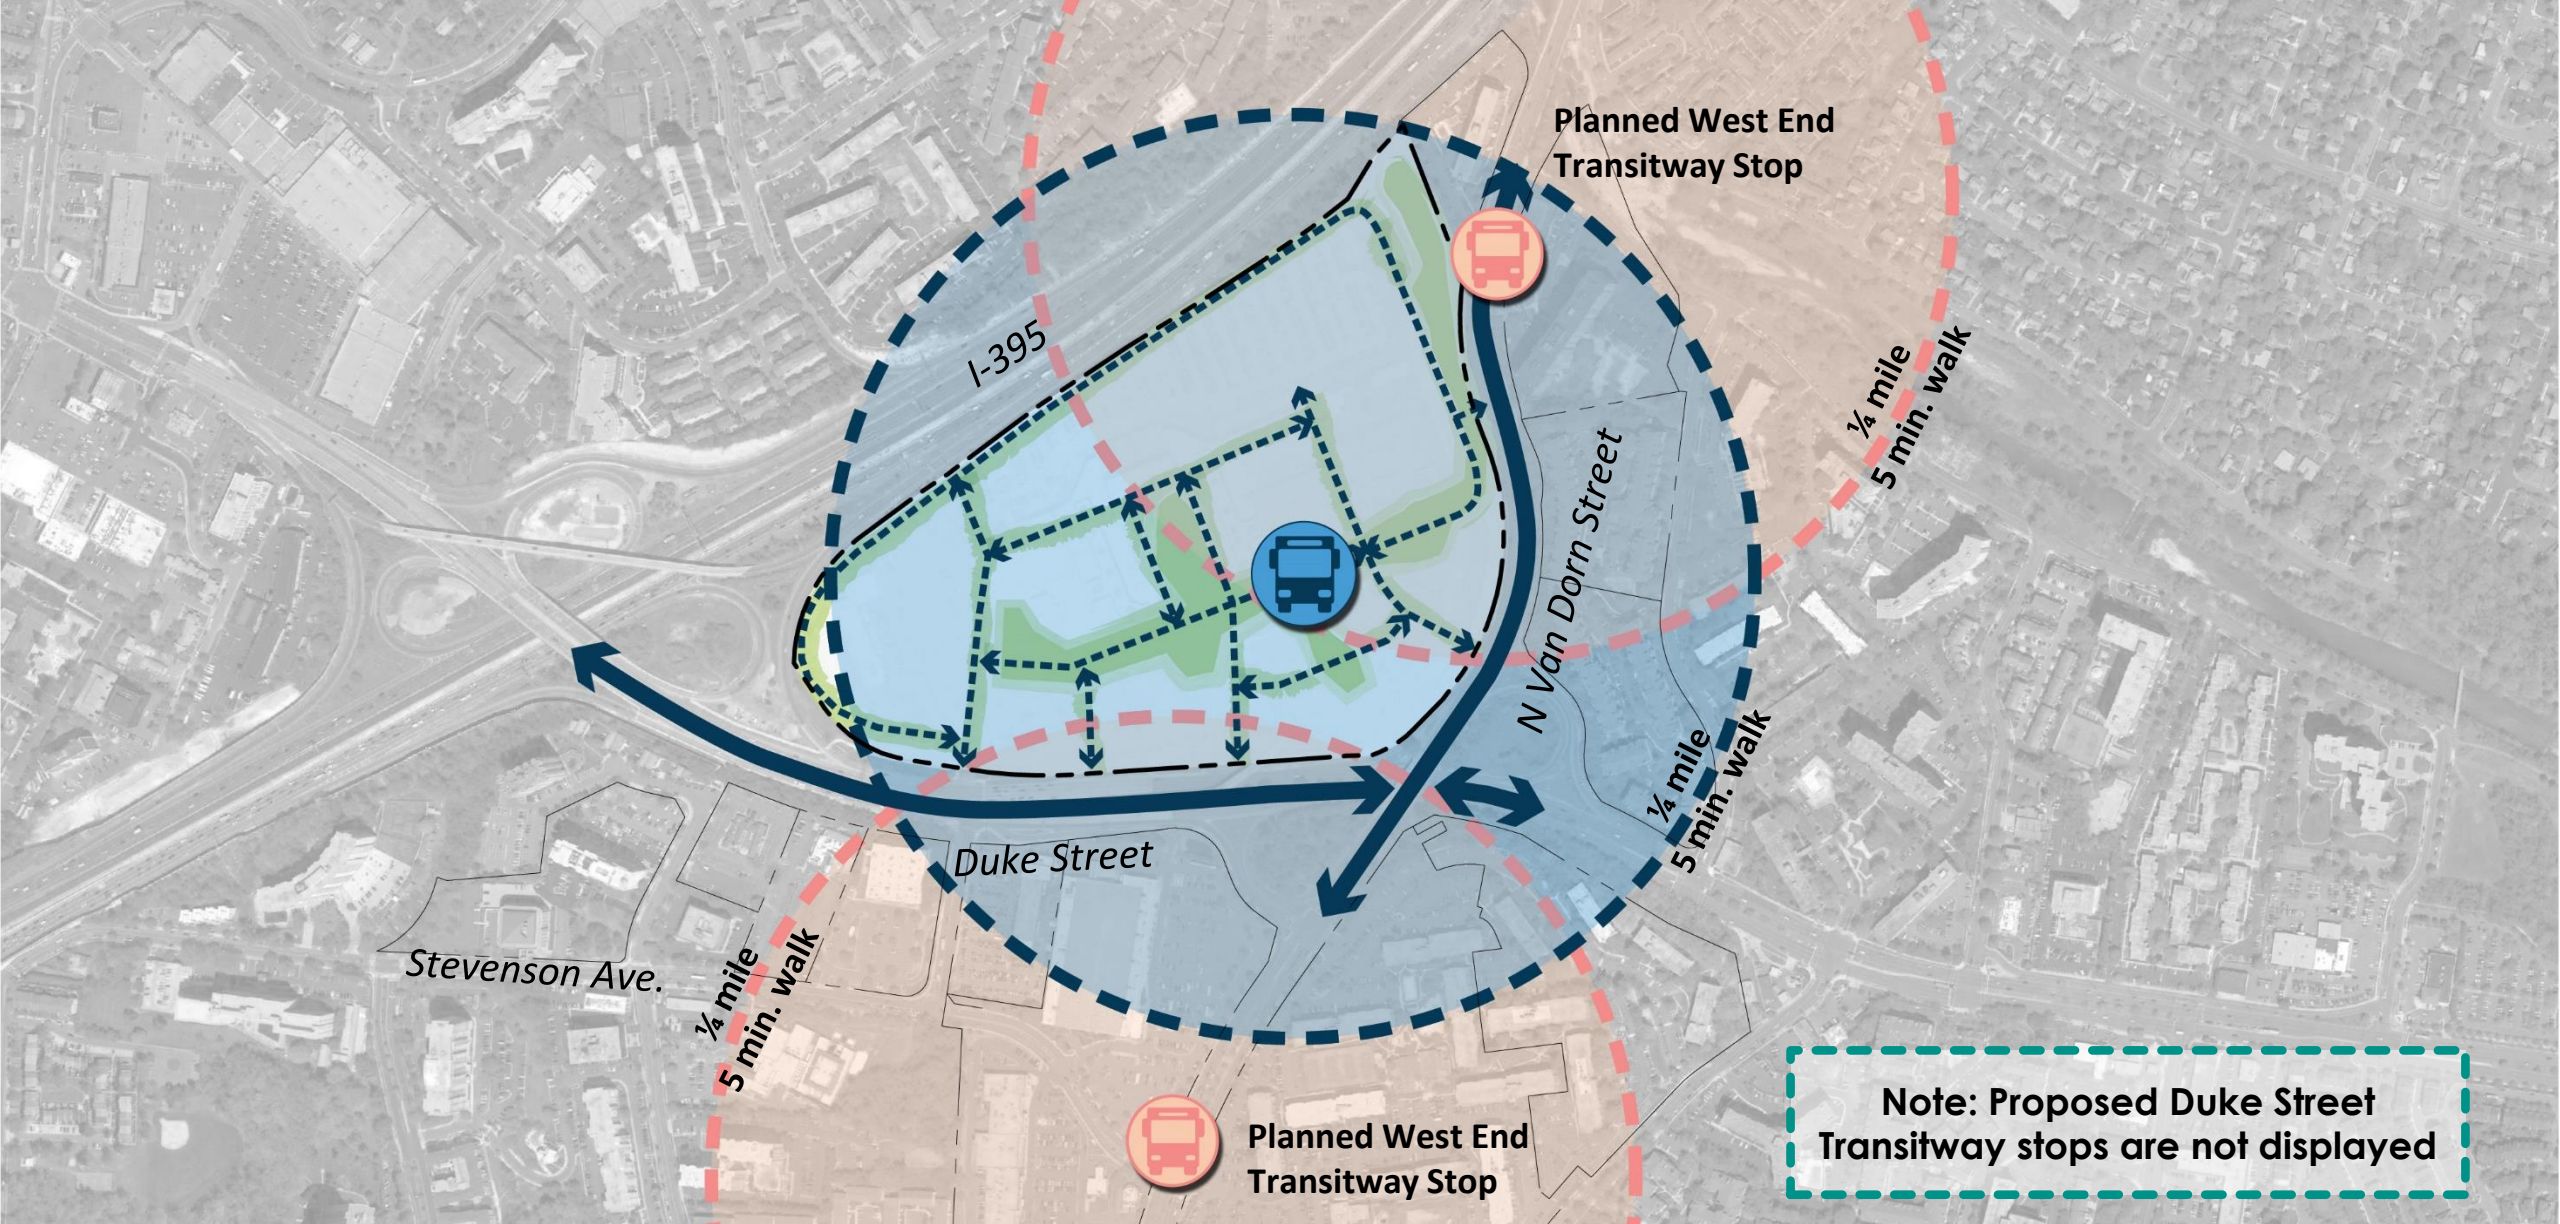 Planned West End
Transitway Stop
I-395
¼ mile
5 min. walk
N Van Dorn Street
¼ mile
5 min. walk
Duke Street
Stevenson Ave.
¼ mile
5 min. walk
Note: Proposed Duke Street
Transitway stops are not displayed
Planned West End
Transitway Stop